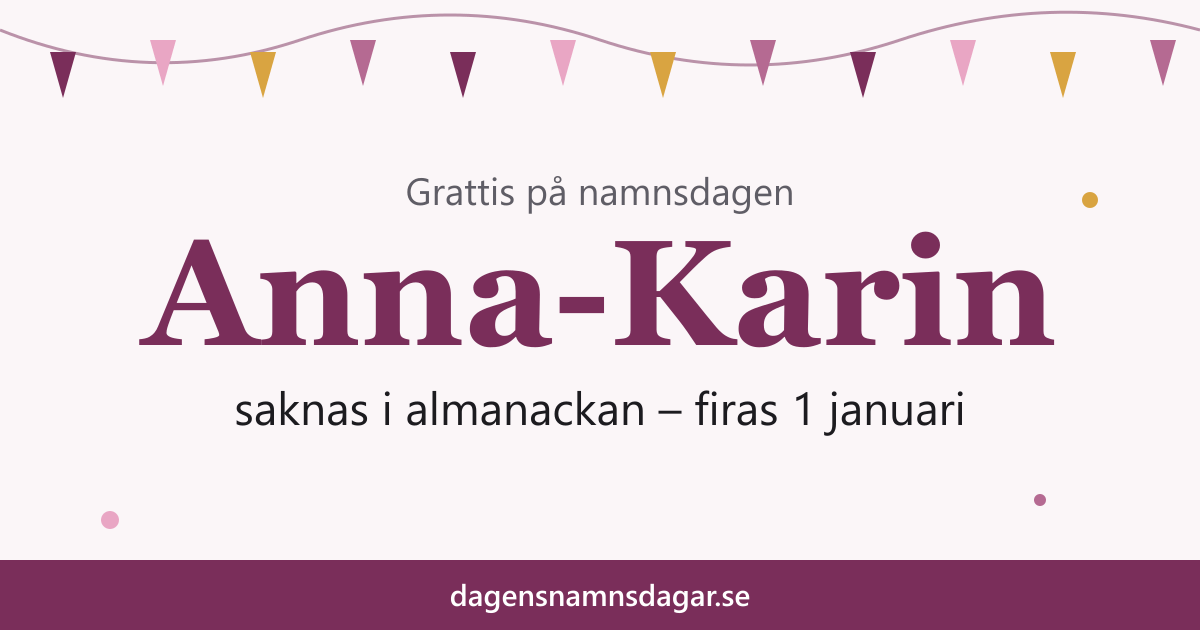 Grattis på namnsdagen
Anna-Karin
saknas i almanackan – firas 1 januari
dagensnamnsdagar.se